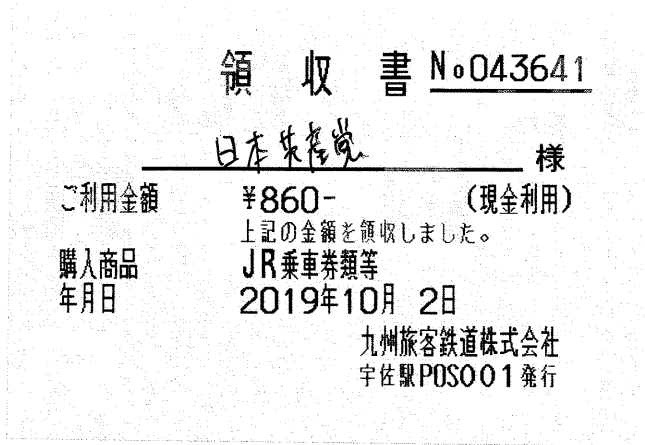 領収書 No043641
日本共産党 様
ご利用金額 ¥860- (現金利用)
上記の金額を領収しました。
購入商品 JR乗車券類等
年月日 2019年10月 2日
九州旅客鉄道株式会社
宇佐駅POS001発行